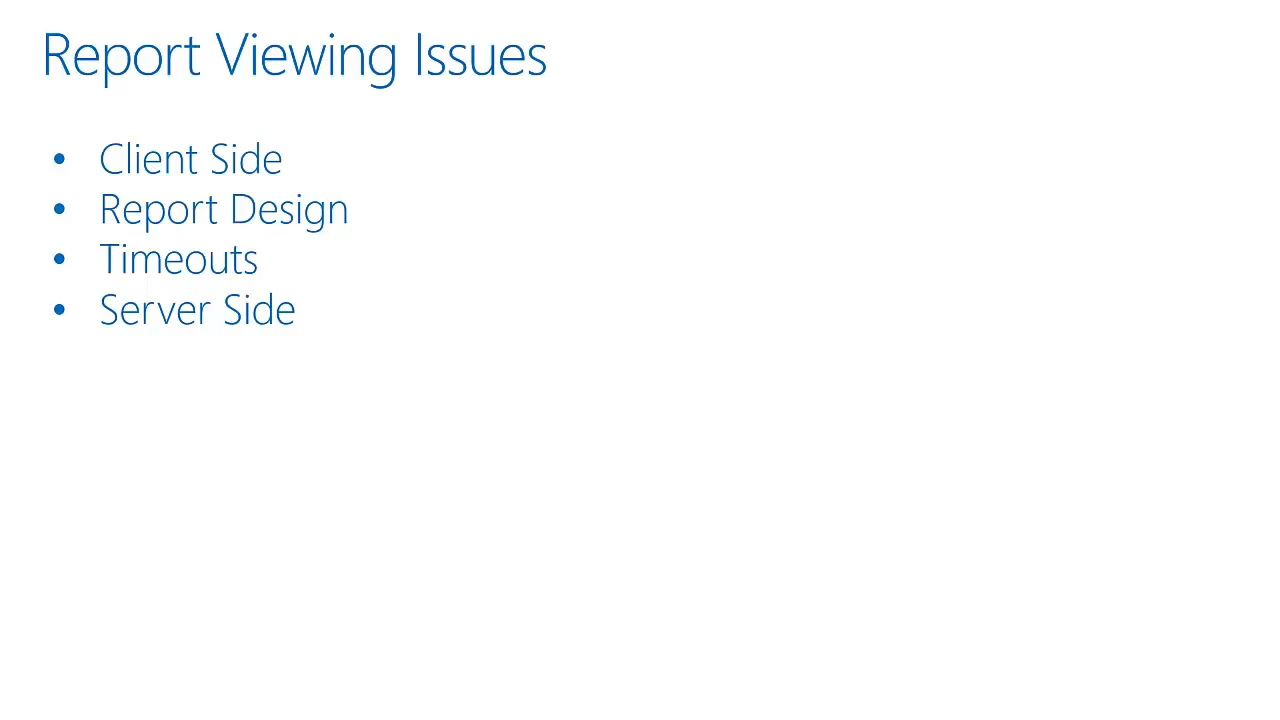 Report Viewing Issues
• Client Side
• Report Design
• Timeouts
• Server Side